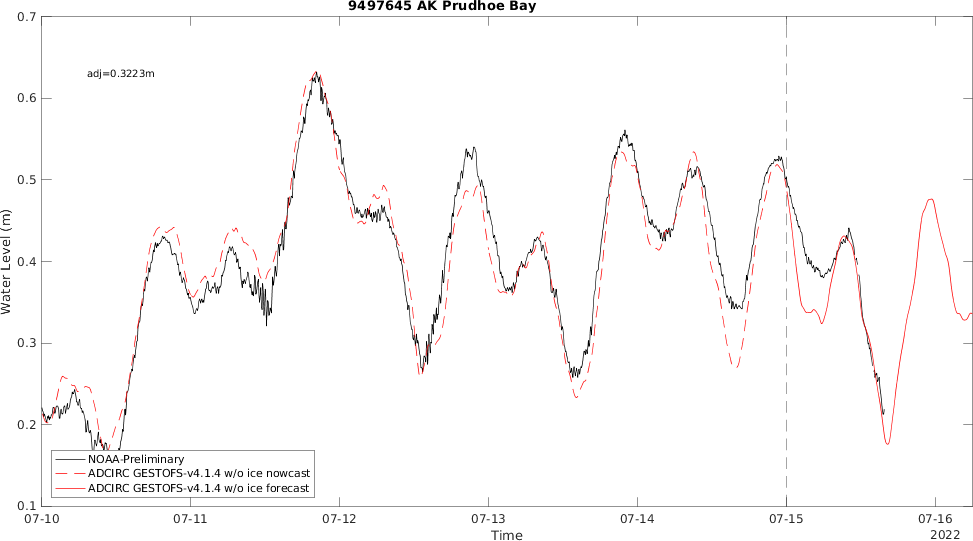 9497645 AK Prudhoe Bay
0.7
adj=0.3223m
0.6
0.5
0.4
0.3
0.2
0.1
Water Level (m)
NOAA-Preliminary
ADCIRC GESTOFS-v4.1.4 w/o ice nowcast
ADCIRC GESTOFS-v4.1.4 w/o ice forecast
07-10 07-11 07-12 07-13 07-14 07-15 07-16
Time
2022